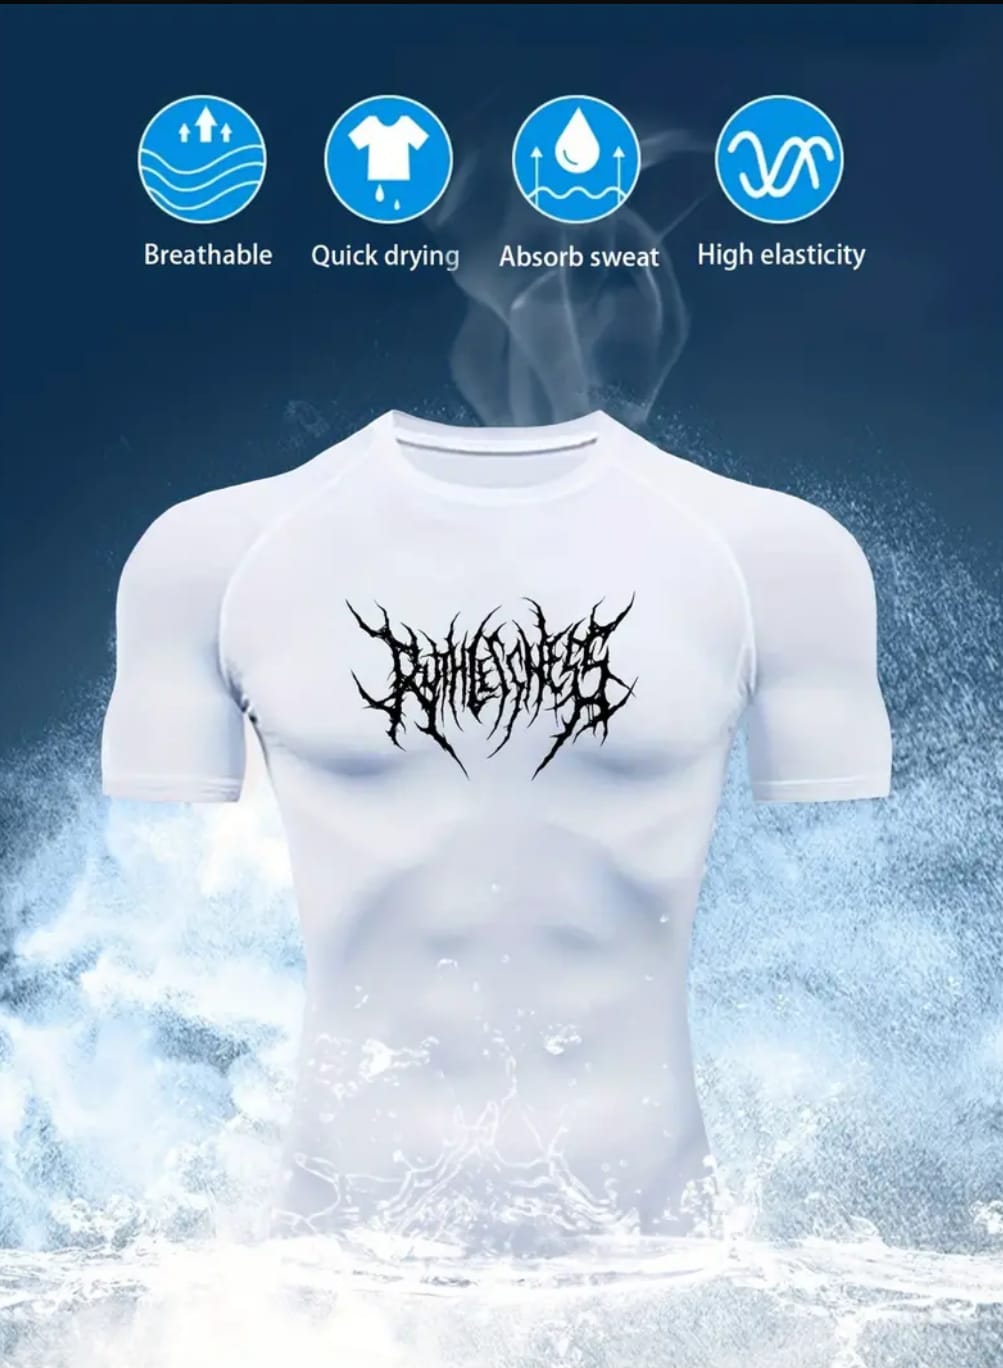 Breathable
Quick drying
Absorb sweat
High elasticity
RUTHLESSNESS